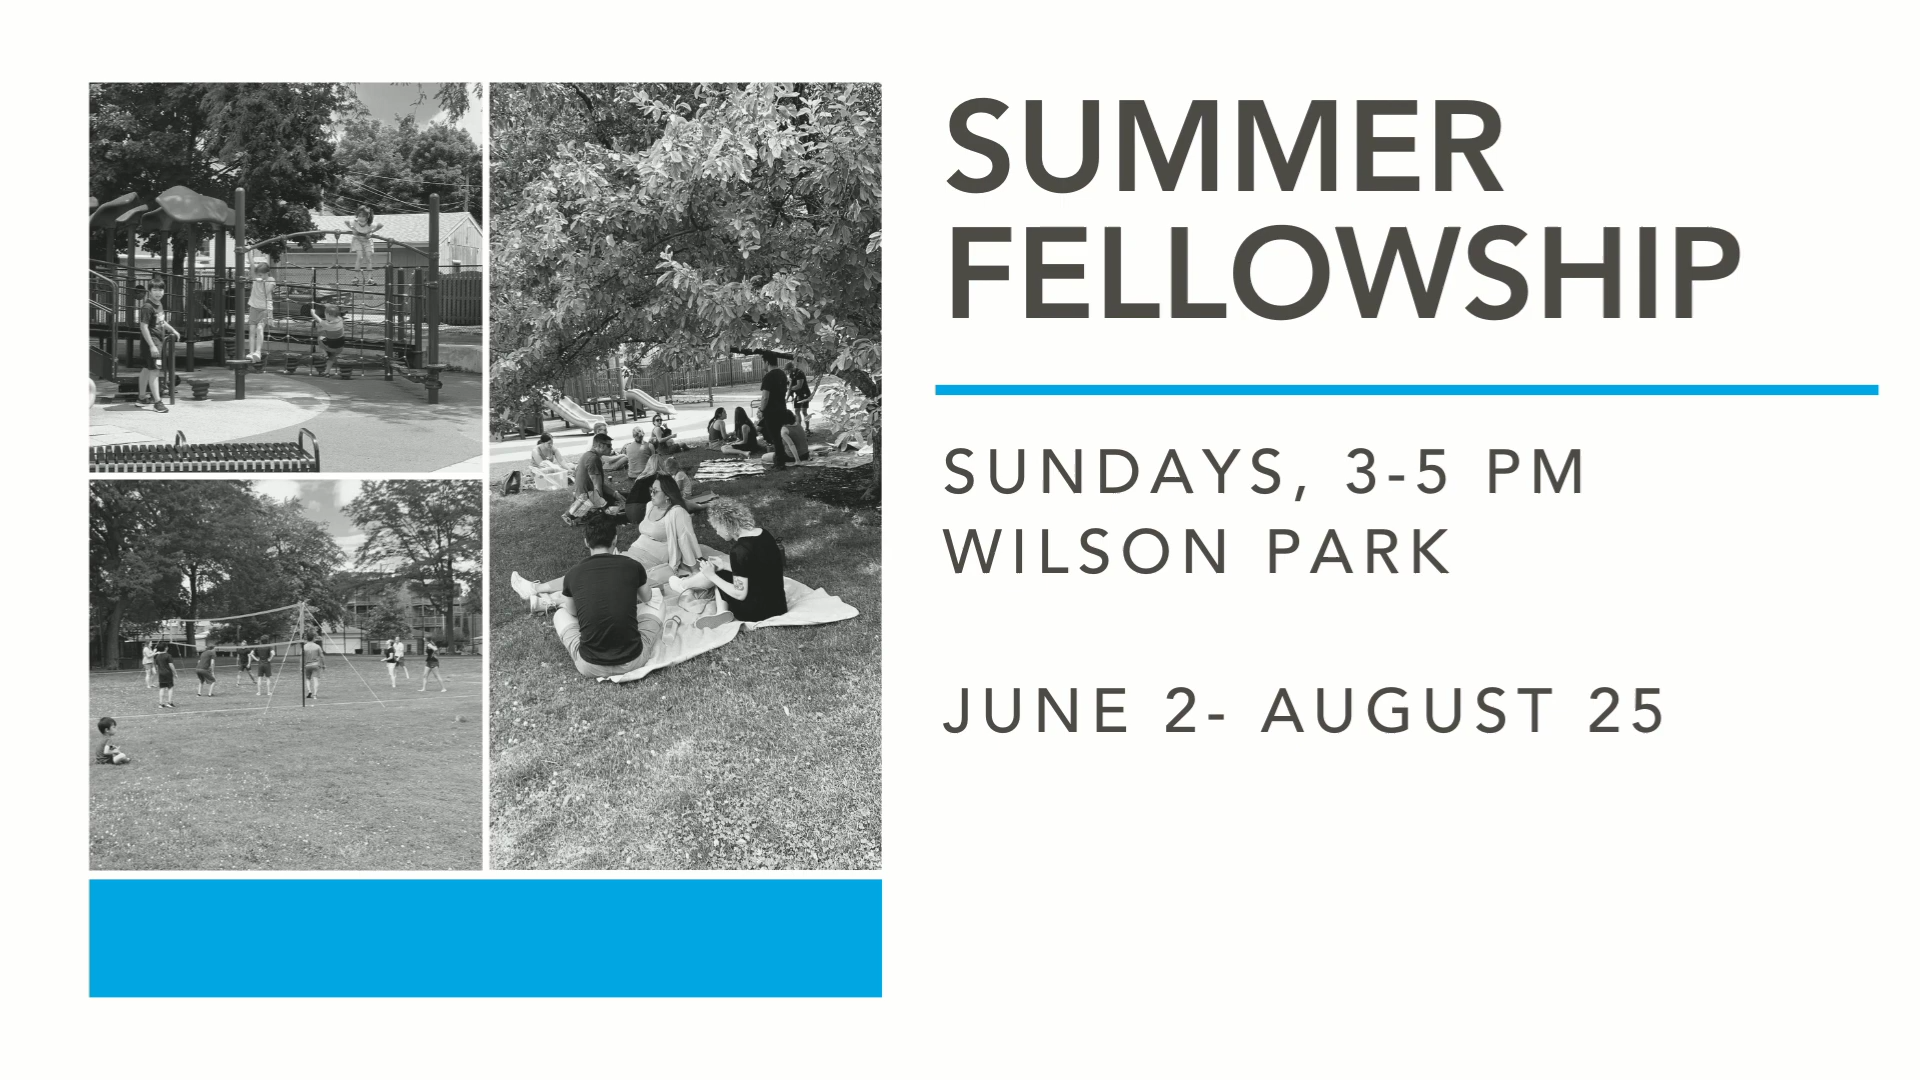 SUMMER
FELLOWSHIP
SUNDAYS, 3-5 PM
WILSON PARK
JUNE 2- AUGUST 25